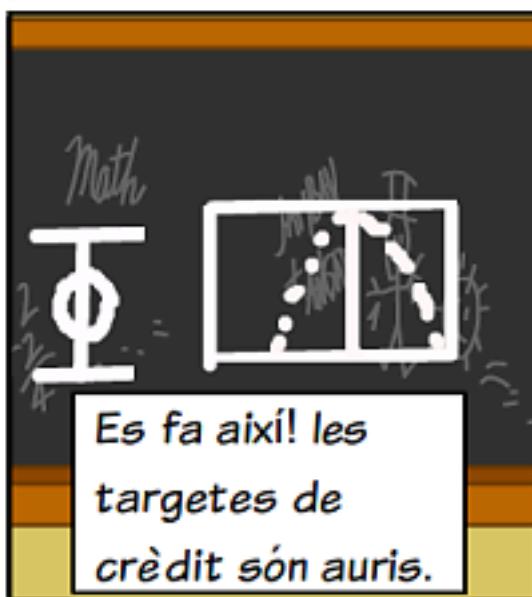 Math
Φ
Es fa així! les
targetes de
crèdit són auris.